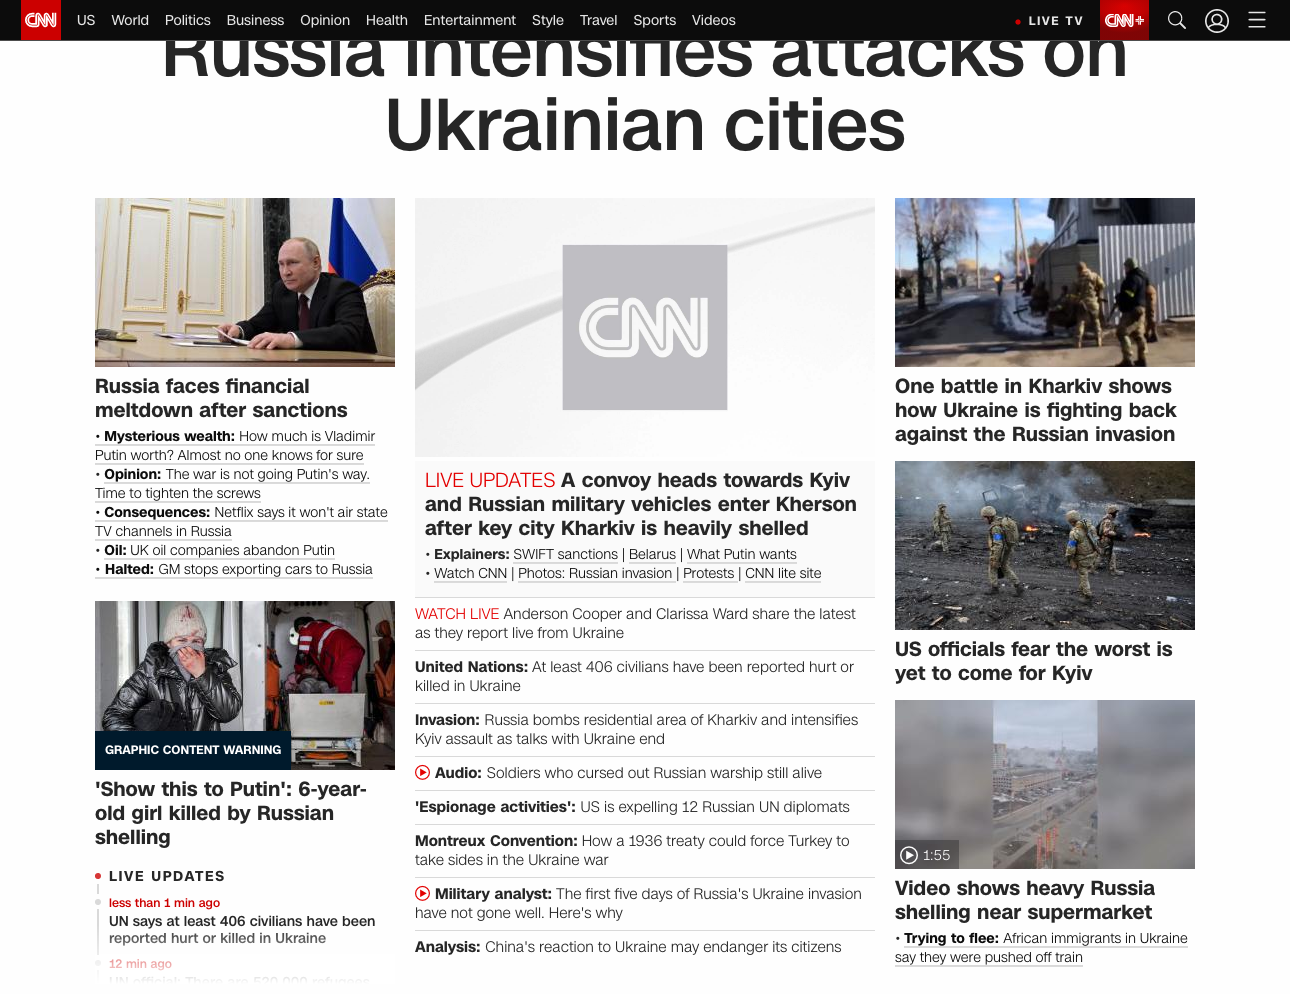 CNN
US World Politics Business Opinion Health Entertainment Style Travel Sports Videos
LIVE TV
CNN+
Russia intensifies attacks on
Ukrainian cities
Russia faces financial
meltdown after sanctions
• Mysterious wealth: How much is Vladimir
Putin worth? Almost no one knows for sure
• Opinion: The war is not going Putin's way.
Time to tighten the screws
• Consequences: Netflix says it won't air state
TV channels in Russia
• Oil: UK oil companies abandon Putin
• Halted: GM stops exporting cars to Russia
GRAPHIC CONTENT WARNING
'Show this to Putin': 6-year-
old girl killed by Russian
shelling
LIVE UPDATES
less than 1 min ago
UN says at least 406 civilians have been
reported hurt or killed in Ukraine
12 min ago
UN official: There are 520,000 refugees
CNN
LIVE UPDATES A convoy heads towards Kyiv
and Russian military vehicles enter Kherson
after key city Kharkiv is heavily shelled
• Explainers: SWIFT sanctions | Belarus | What Putin wants
• Watch CNN | Photos: Russian invasion | Protests | CNN lite site
WATCH LIVE Anderson Cooper and Clarissa Ward share the latest
as they report live from Ukraine
United Nations: At least 406 civilians have been reported hurt or
killed in Ukraine
Invasion: Russia bombs residential area of Kharkiv and intensifies
Kyiv assault as talks with Ukraine end
Audio: Soldiers who cursed out Russian warship still alive
'Espionage activities': US is expelling 12 Russian UN diplomats
Montreux Convention: How a 1936 treaty could force Turkey to
take sides in the Ukraine war
Military analyst: The first five days of Russia's Ukraine invasion
have not gone well. Here's why
Analysis: China's reaction to Ukraine may endanger its citizens
One battle in Kharkiv shows
how Ukraine is fighting back
against the Russian invasion
US officials fear the worst is
yet to come for Kyiv
1:55
Video shows heavy Russia
shelling near supermarket
• Trying to flee: African immigrants in Ukraine
say they were pushed off train